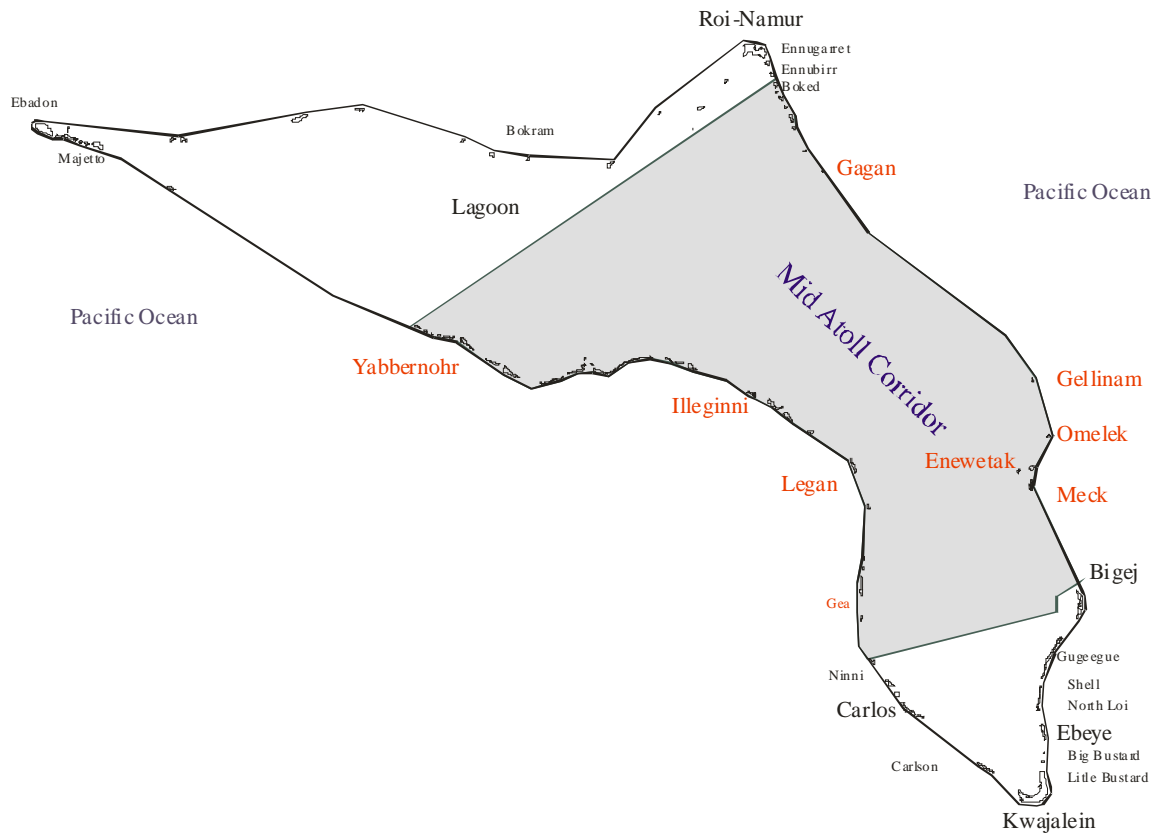 Roi-Namur
Ennugarret
Ennubirr
Boked
Ebadon
Majetto
Bokram
Gagan
Lagoon
Pacific Ocean
Mid Atoll Corridor
Pacific Ocean
Yabbernohr
Illeginni
Gellinam
Omelek
Enewetak
Legan
Meck
Bigej
Gea
Gugeegue
Ninni
Shell
North Loi
Carlos
Ebeye
Big Bustard
Carlson
Litle Bustard
Kwajalein